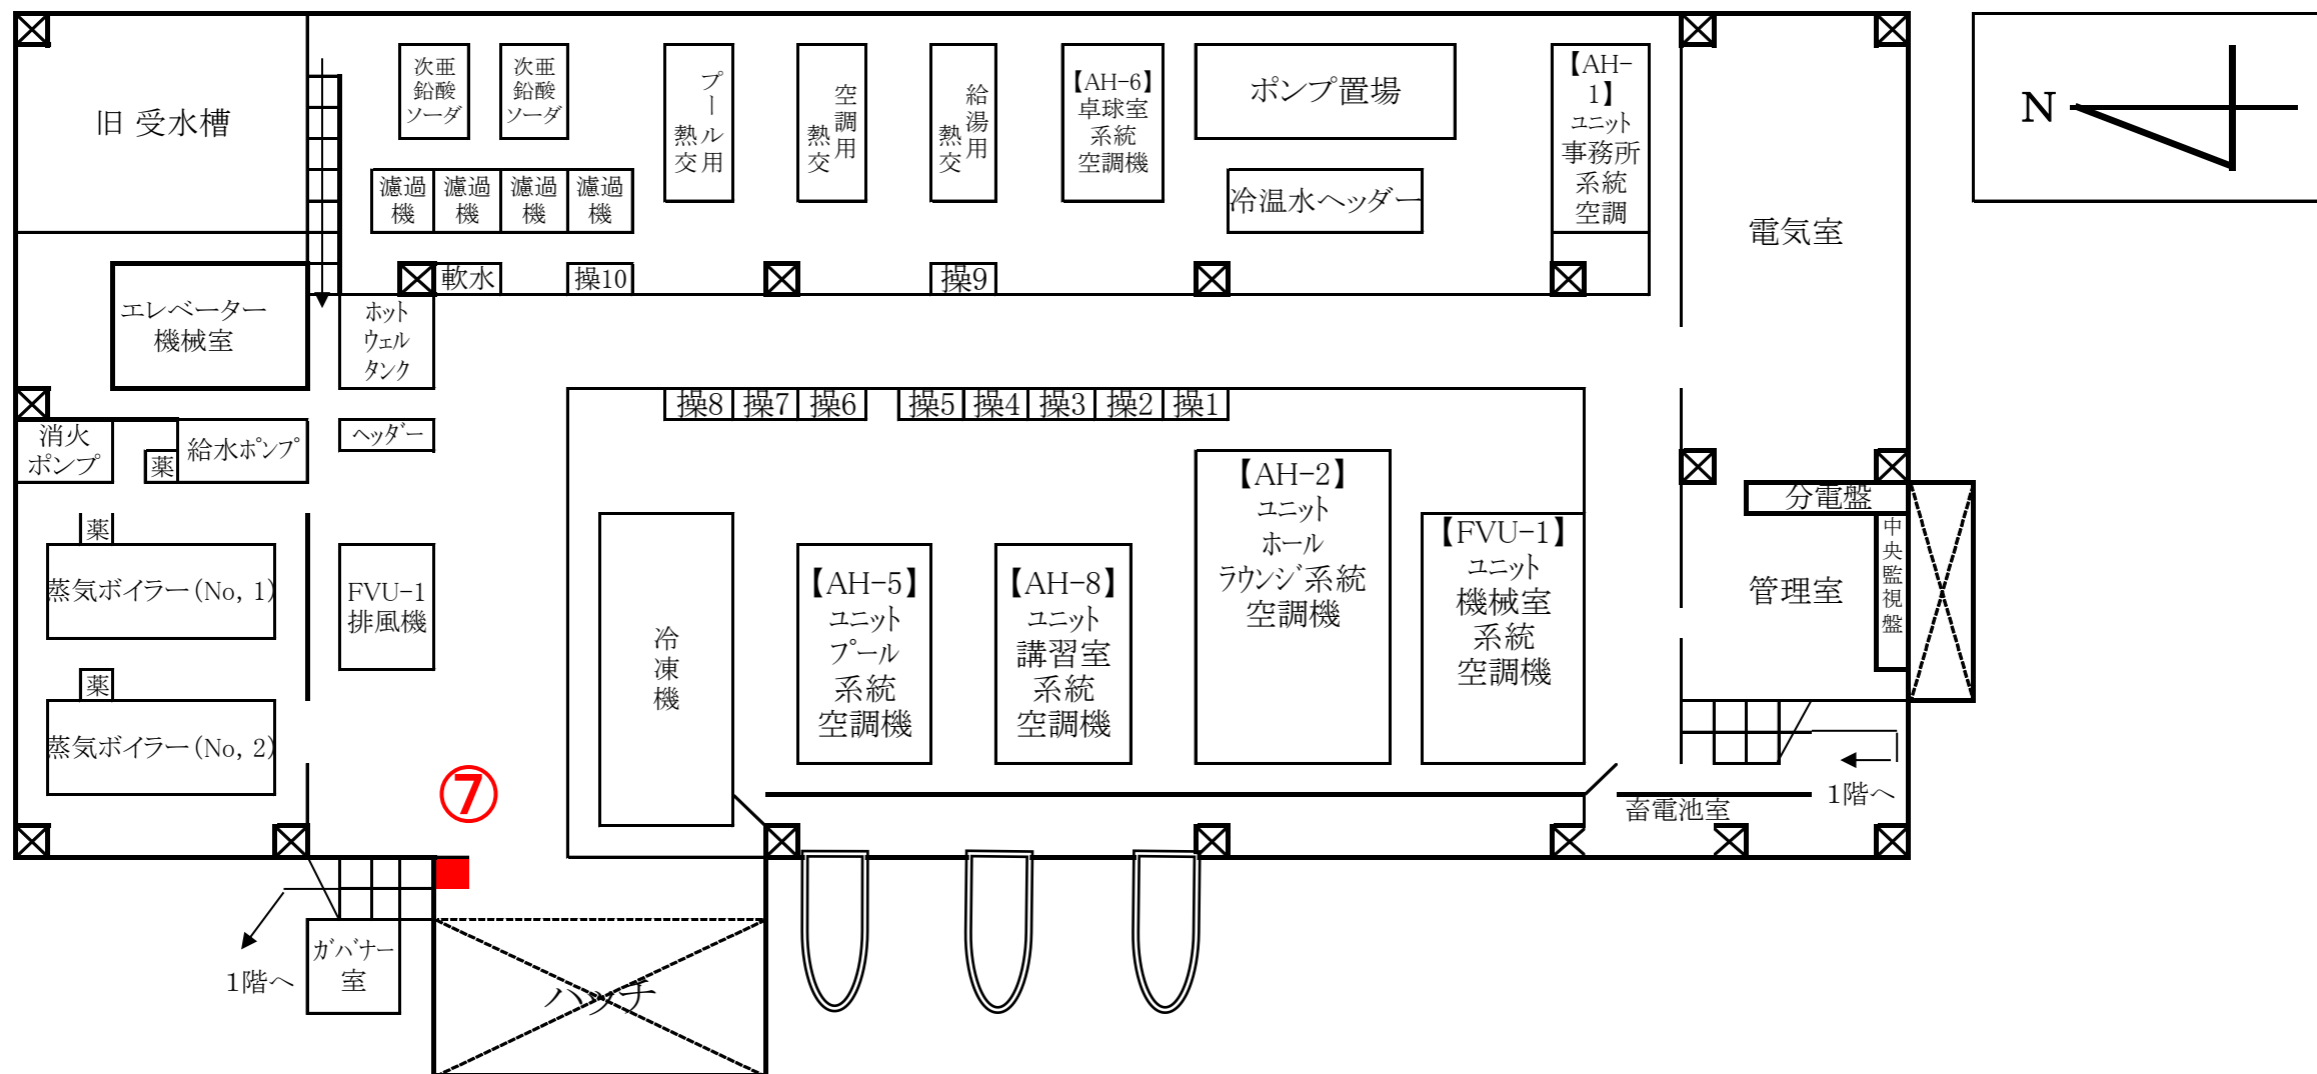 旧 受水槽
次亜
鉛酸
ソーダ
次亜
鉛酸
ソーダ
プール用
熱交
空調用
熱交
給湯用
熱交
【AH-6】
卓球室
系統
空調機
ポンプ置場
【AH-
1】
ユニット
事務所
系統
空調
N
濾過
機
濾過
機
濾過
機
濾過
機
冷温水ヘッダー
電気室
軟水
操10
操9
エレベーター
機械室
ホット
ウェル
タンク
操8
操7
操6
操5
操4
操3
操2
操1
消火
ポンプ
薬
給水ポンプ
ヘッダー
薬
蒸気ボイラー(No, 1)
FVU-1
排風機
薬
蒸気ボイラー(No, 2)
冷凍機
【AH-5】
ユニット
プール
系統
空調機
【AH-8】
ユニット
講習室
系統
空調機
【AH-2】
ユニット
ホール
ラウンジ系統
空調機
【FVU-1】
ユニット
機械室
系統
空調機
分電盤
中央監視盤
管理室
⑦
畜電池室
1階へ
1階へ
ガバナー
室
ハッチ